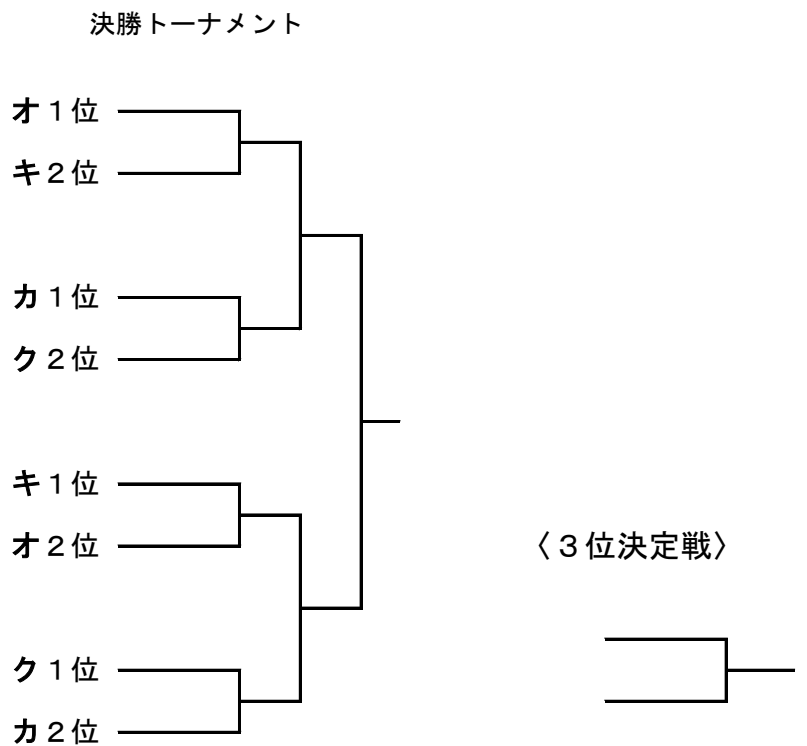 決勝トーナメント
オ１位
キ２位
カ１位
ク２位
キ１位
オ２位
〈３位決定戦〉
ク１位
カ２位